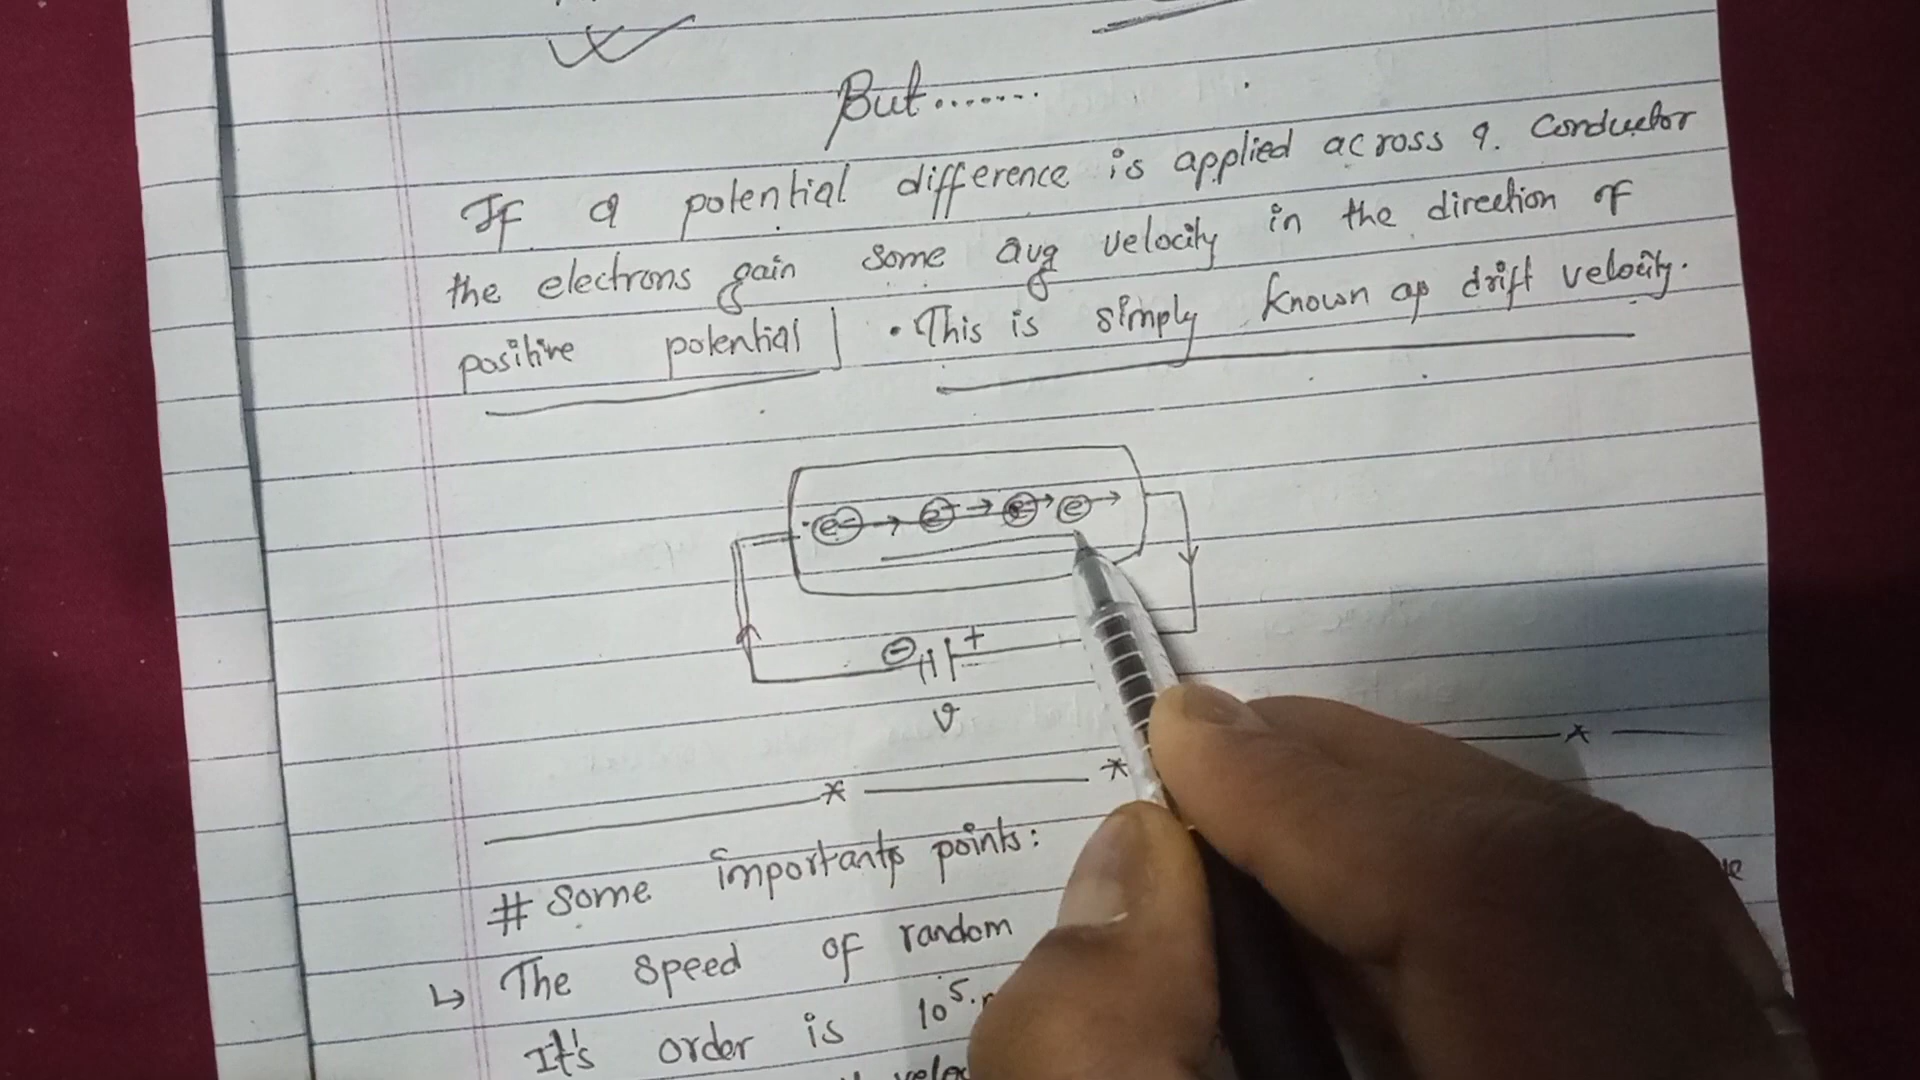 But........
If a potential difference is applied across a. conductor
the electrons gain some avg velocity in the direction of
positive potential] • This is simply known as drift velocity.
e- → e- → e- → e →
- +
V
# Some importants points:
↳ The speed of random
It's order is 10⁵.